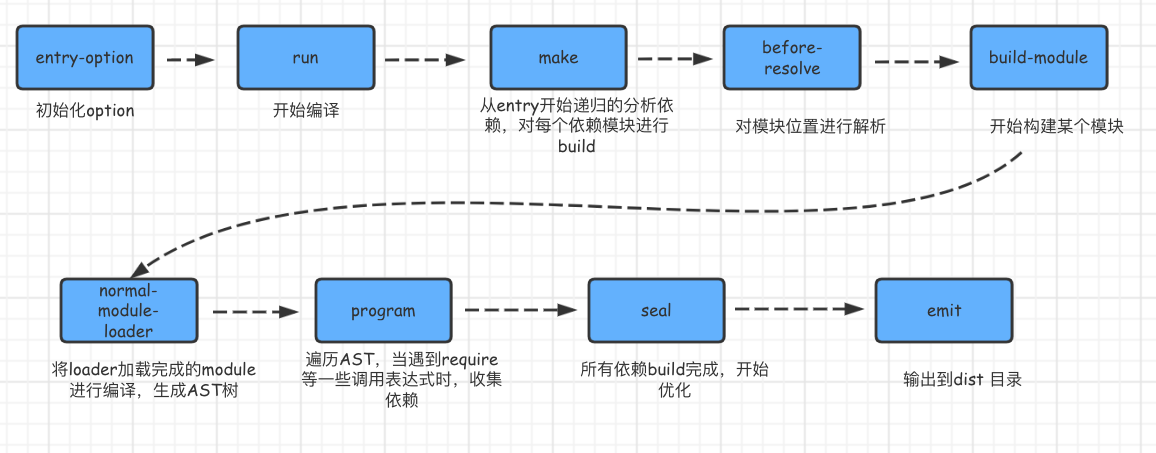 entry-option
run
make
before-
resolve
build-module
初始化option
开始编译
从entry开始递归的分析依
赖，对每个依赖模块进行
build
对模块位置进行解析
开始构建某个模块
normal-
module-
loader
program
seal
emit
将loader加载完成的module
进行编译，生成AST树
遍历AST，当遇到require
等一些调用表达式时，收集
依赖
所有依赖build完成，开始
优化
输出到dist 目录